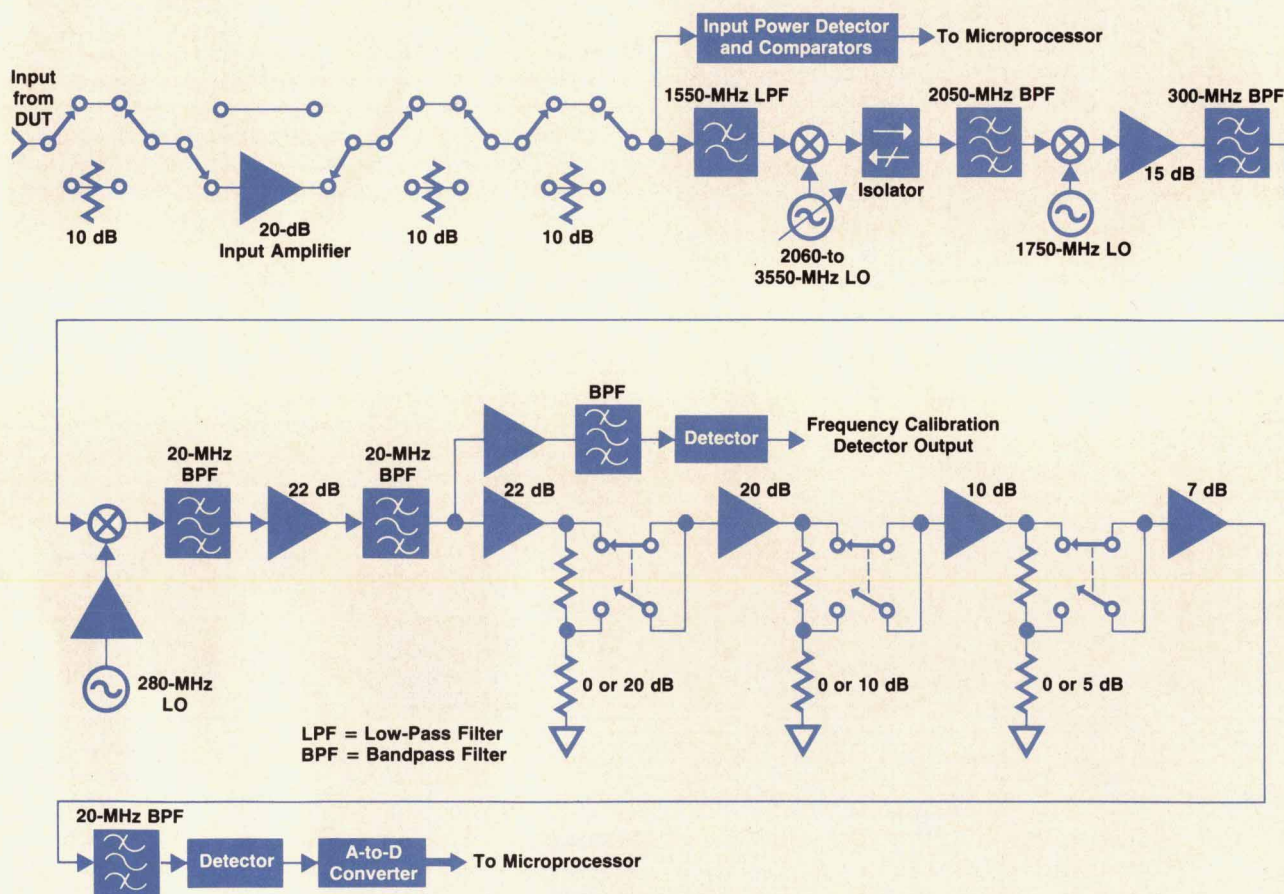 Input
from
DUT
10 dB
20-dB
Input Amplifier
10 dB
10 dB
Input Power Detector
and Comparators
To Microprocessor
1550-MHz LPF
2060-to
3550-MHz LO
Isolator
2050-MHz BPF
1750-MHz LO
15 dB
300-MHz BPF
280-MHz
LO
20-MHz
BPF
22 dB
20-MHz
BPF
BPF
Detector
Frequency Calibration
Detector Output
22 dB
0 or 20 dB
20 dB
0 or 10 dB
10 dB
0 or 5 dB
7 dB
LPF = Low-Pass Filter
BPF = Bandpass Filter
20-MHz BPF
Detector
A-to-D
Converter
To Microprocessor